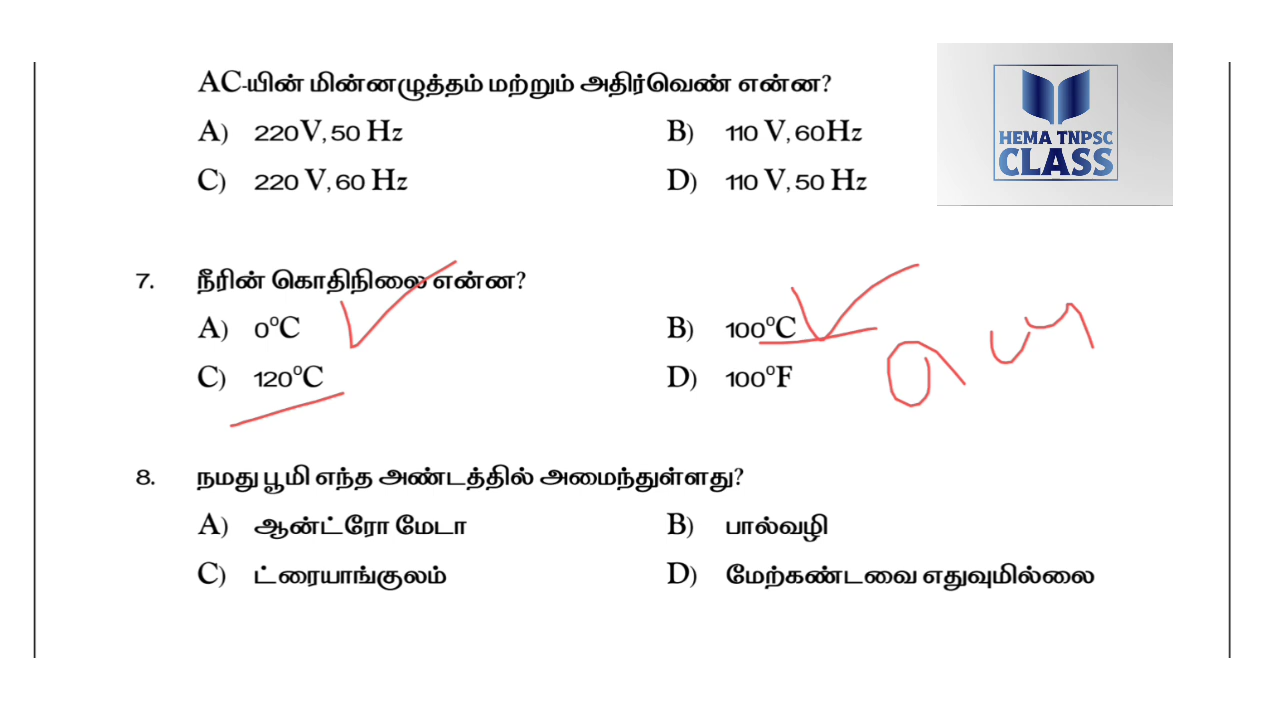 AC-யின் மின்னழுத்தம் மற்றும் அதிர்வெண் என்ன?
A) 220V, 50 Hz B) 110 V, 60Hz
C) 220 V, 60 Hz D) 110 V, 50 Hz
HEMA TNPSC
CLASS
7. நீரின் கொதிநிலை என்ன?
A) 0°C B) 100°C
C) 120°C D) 100°F
8. நமது பூமி எந்த அண்டத்தில் அமைந்துள்ளது?
A) ஆன்ட்ரோ மேடா B) பால்வழி
C) ட்ரையாங்குலம் D) மேற்கண்டவை எதுவுமில்லை